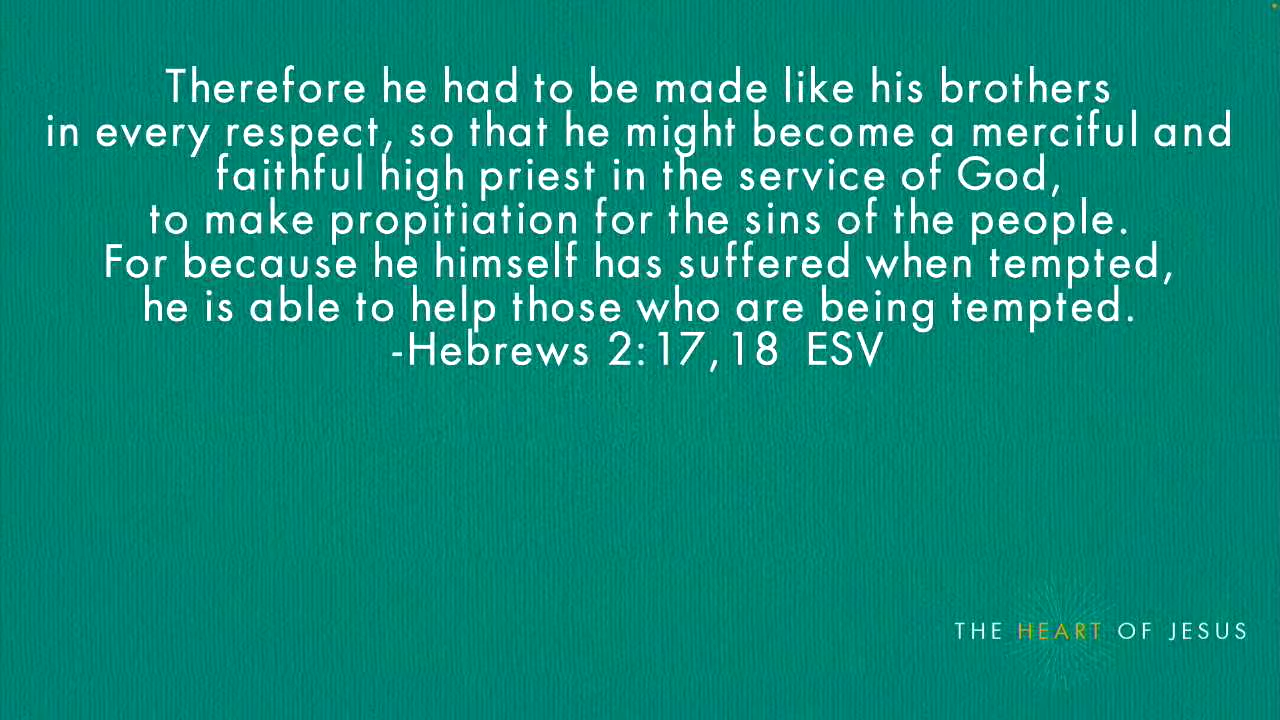 Therefore he had to be made like his brothers
in every respect, so that he might become a merciful and
faithful high priest in the service of God,
to make propitiation for the sins of the people.
For because he himself has suffered when tempted,
he is able to help those who are being tempted.
-Hebrews 2:17,18 ESV
THE HEART OF JESUS